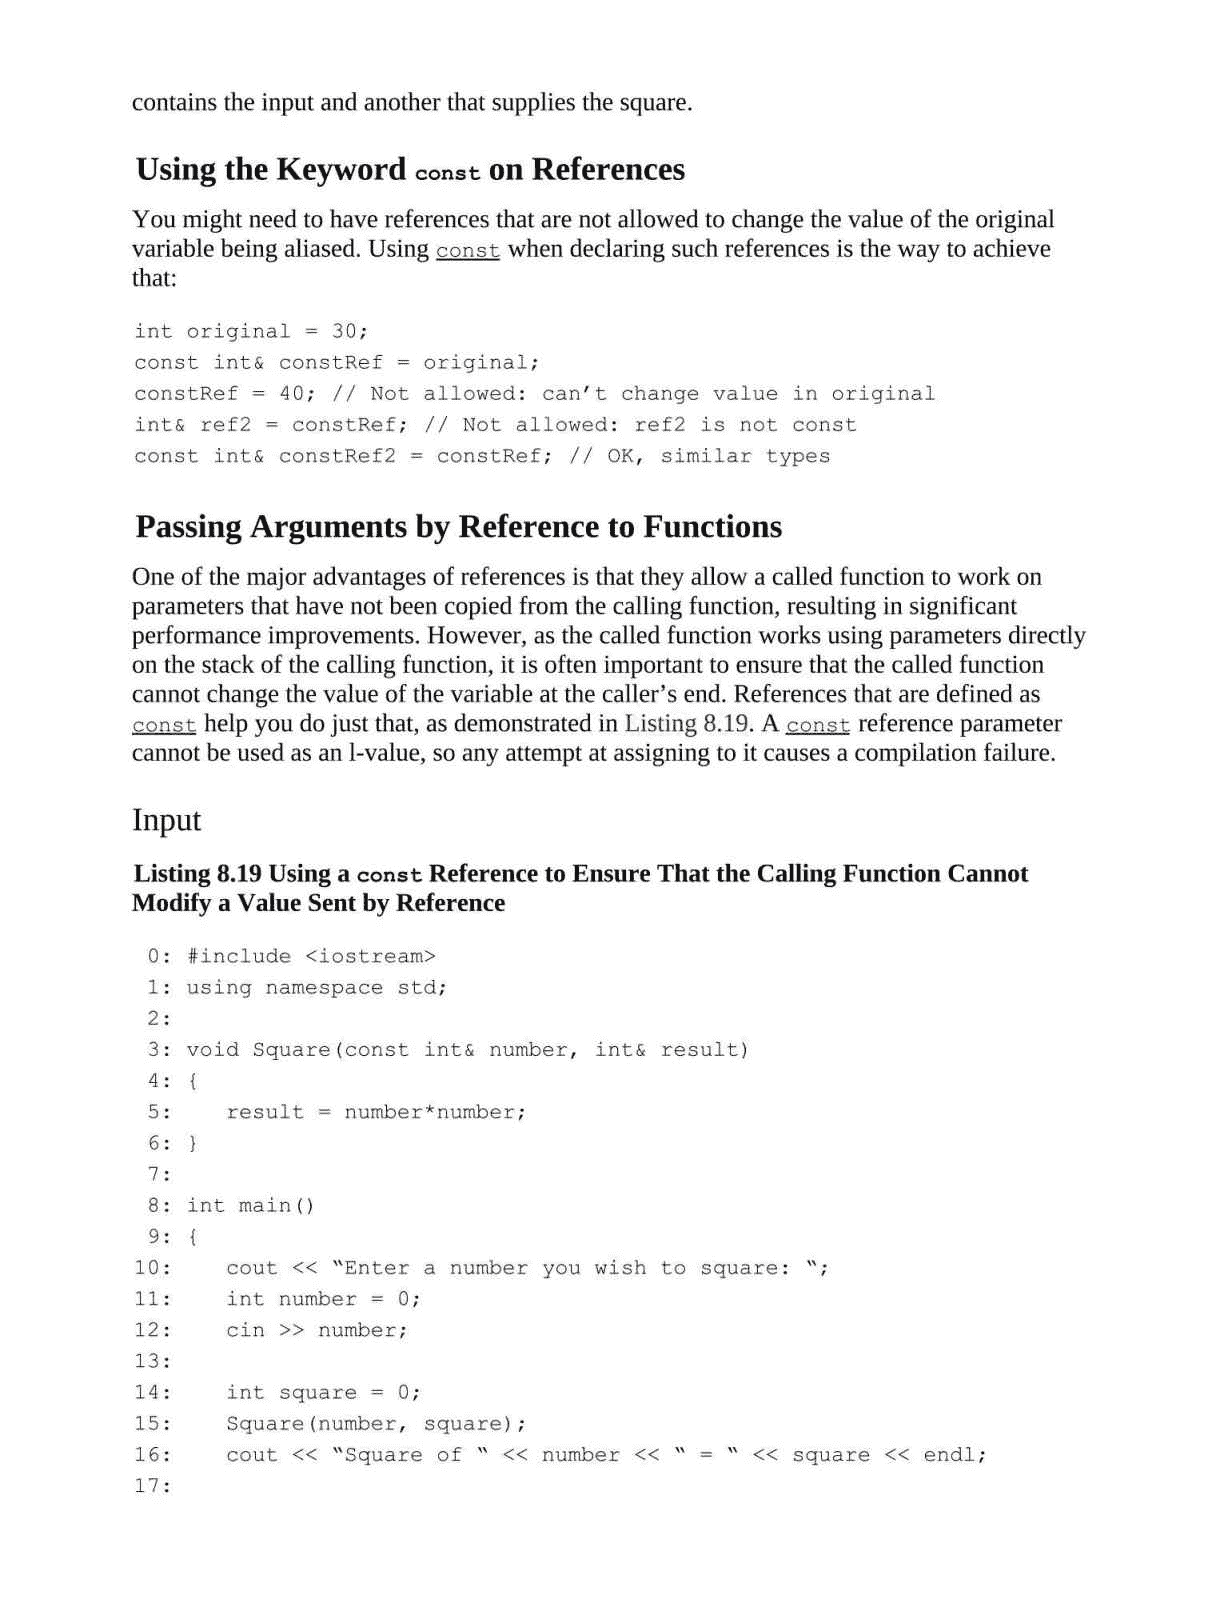 contains the input and another that supplies the square.
Using the Keyword const on References
You might need to have references that are not allowed to change the value of the original
variable being aliased. Using const when declaring such references is the way to achieve
that:
int original = 30;
const int& constRef = original;
constRef = 40; // Not allowed: can’t change value in original
int& ref2 = constRef; // Not allowed: ref2 is not const
const int& constRef2 = constRef; // OK, similar types
Passing Arguments by Reference to Functions
One of the major advantages of references is that they allow a called function to work on
parameters that have not been copied from the calling function, resulting in significant
performance improvements. However, as the called function works using parameters directly
on the stack of the calling function, it is often important to ensure that the called function
cannot change the value of the variable at the caller’s end. References that are defined as
const help you do just that, as demonstrated in Listing 8.19. A const reference parameter
cannot be used as an l-value, so any attempt at assigning to it causes a compilation failure.
Input
Listing 8.19 Using a const Reference to Ensure That the Calling Function Cannot
Modify a Value Sent by Reference
0: #include <iostream>
1: using namespace std;
2:
3: void Square(const int& number, int& result)
4: {
5:    result = number*number;
6: }
7:
8: int main()
9: {
10:    cout << “Enter a number you wish to square: “;
11:    int number = 0;
12:    cin >> number;
13:
14:    int square = 0;
15:    Square(number, square);
16:    cout << “Square of “ << number << “ = “ << square << endl;
17: